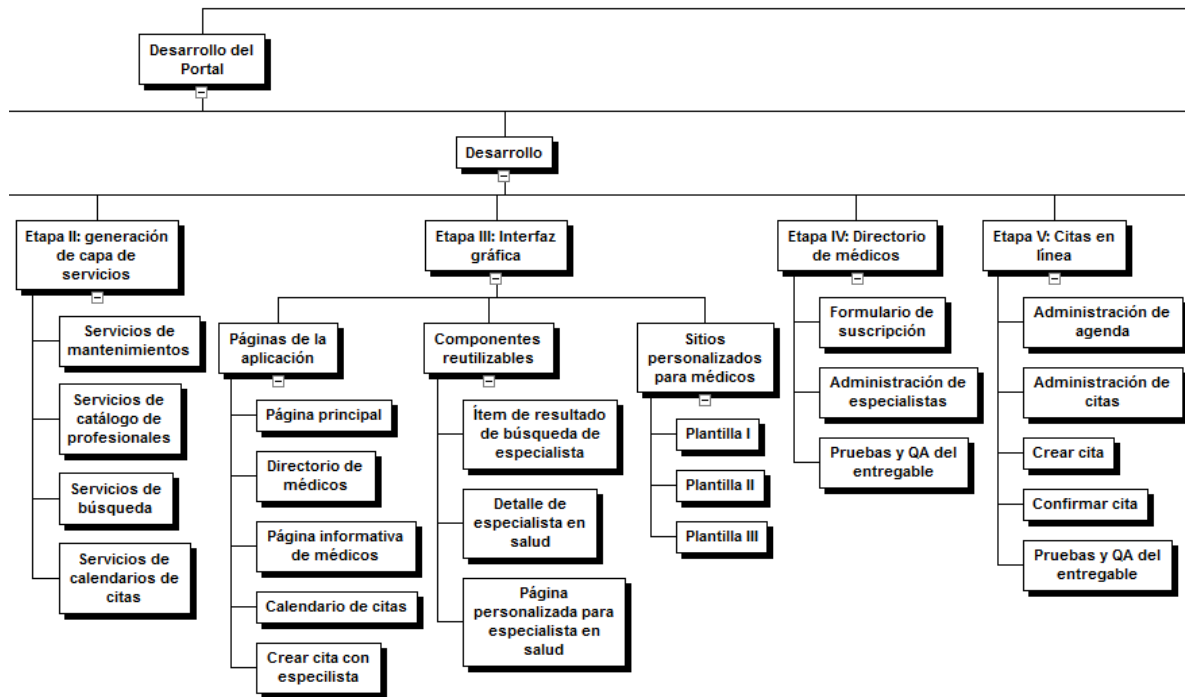 Desarrollo del
Portal
Desarrollo
Etapa II: generación
de capa de
servicios
Servicios de
mantenimientos
Servicios de
catálogo de
profesionales
Servicios de
búsqueda
Servicios de
calendarios de
citas
Etapa III: Interfaz
gráfica
Páginas de la
aplicación
Página principal
Directorio de
médicos
Página informativa
de médicos
Calendario de citas
Crear cita con
especilista
Componentes
reutilizables
Ítem de resultado
de búsqueda de
especialista
Detalle de
especialista en
salud
Página
personalizada para
especialista en
salud
Sitios
personalizados
para médicos
Plantilla I
Plantilla II
Plantilla III
Etapa IV: Directorio
de médicos
Formulario de
suscripción
Administración de
especialistas
Pruebas y QA del
entregable
Etapa V: Citas en
línea
Administración de
agenda
Administración de
citas
Crear cita
Confirmar cita
Pruebas y QA del
entregable